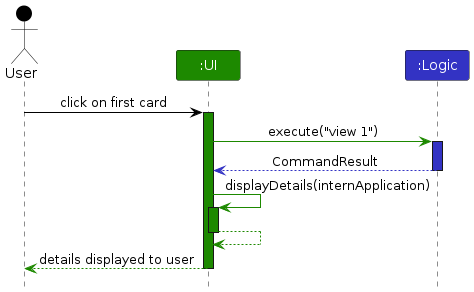 User
:UI
:Logic
click on first card
execute("view 1")
CommandResult
displayDetails(internApplication)
details displayed to user